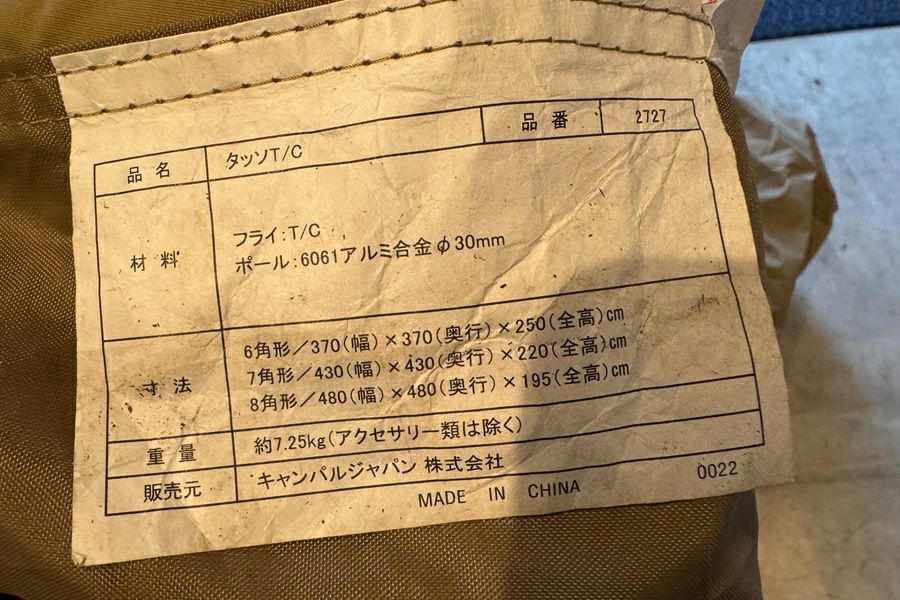 品名 タッソT/C 品番 2727
材料 フライ:T/C
ポール:6061アルミ合金φ30mm
寸法 6角形/370(幅)×370(奥行)×250(全高)cm
7角形/430(幅)×430(奥行)×220(全高)cm
8角形/480(幅)×480(奥行)×195(全高)cm
重量 約7.25kg(アクセサリー類は除く)
販売元 キャンパルジャパン 株式会社
MADE IN CHINA 0022